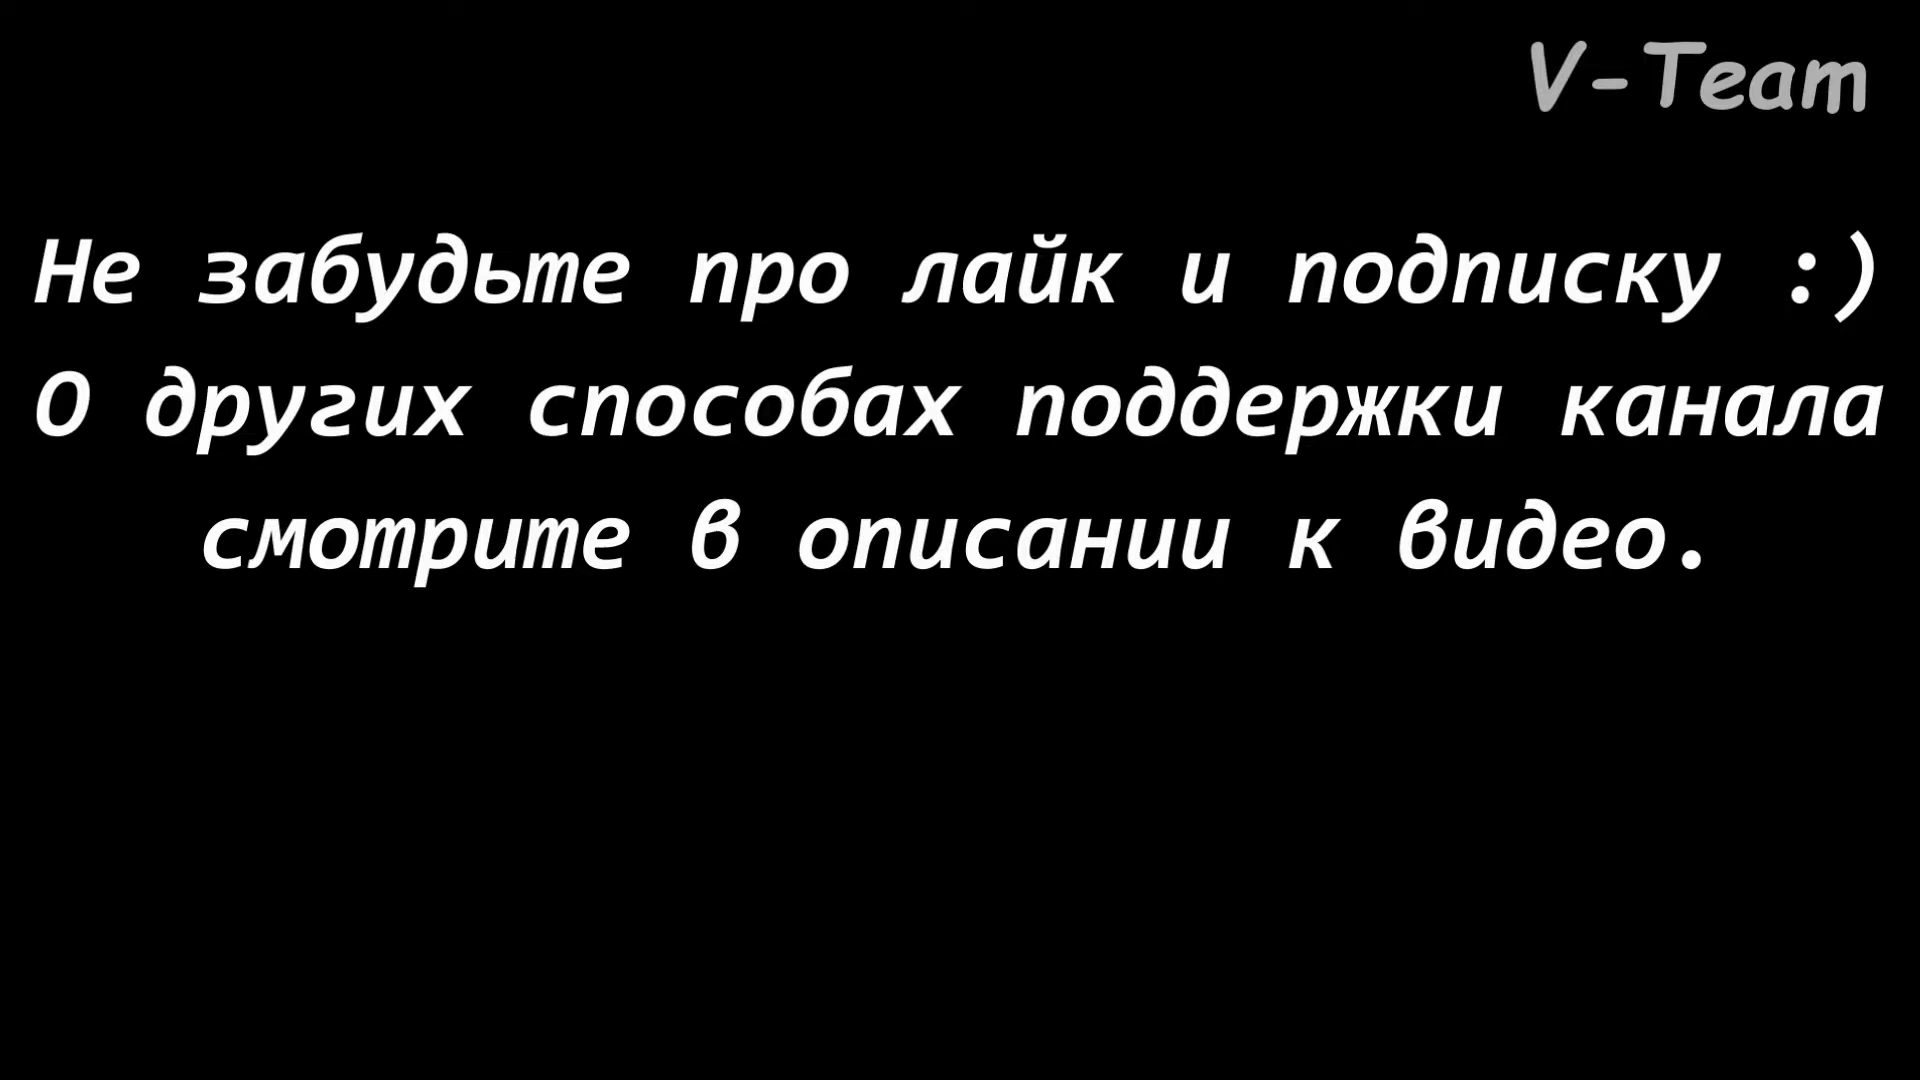 V-Team
Не забудьте про лайк и подписку :)
О других способах поддержки канала
смотрите в описании к видео.